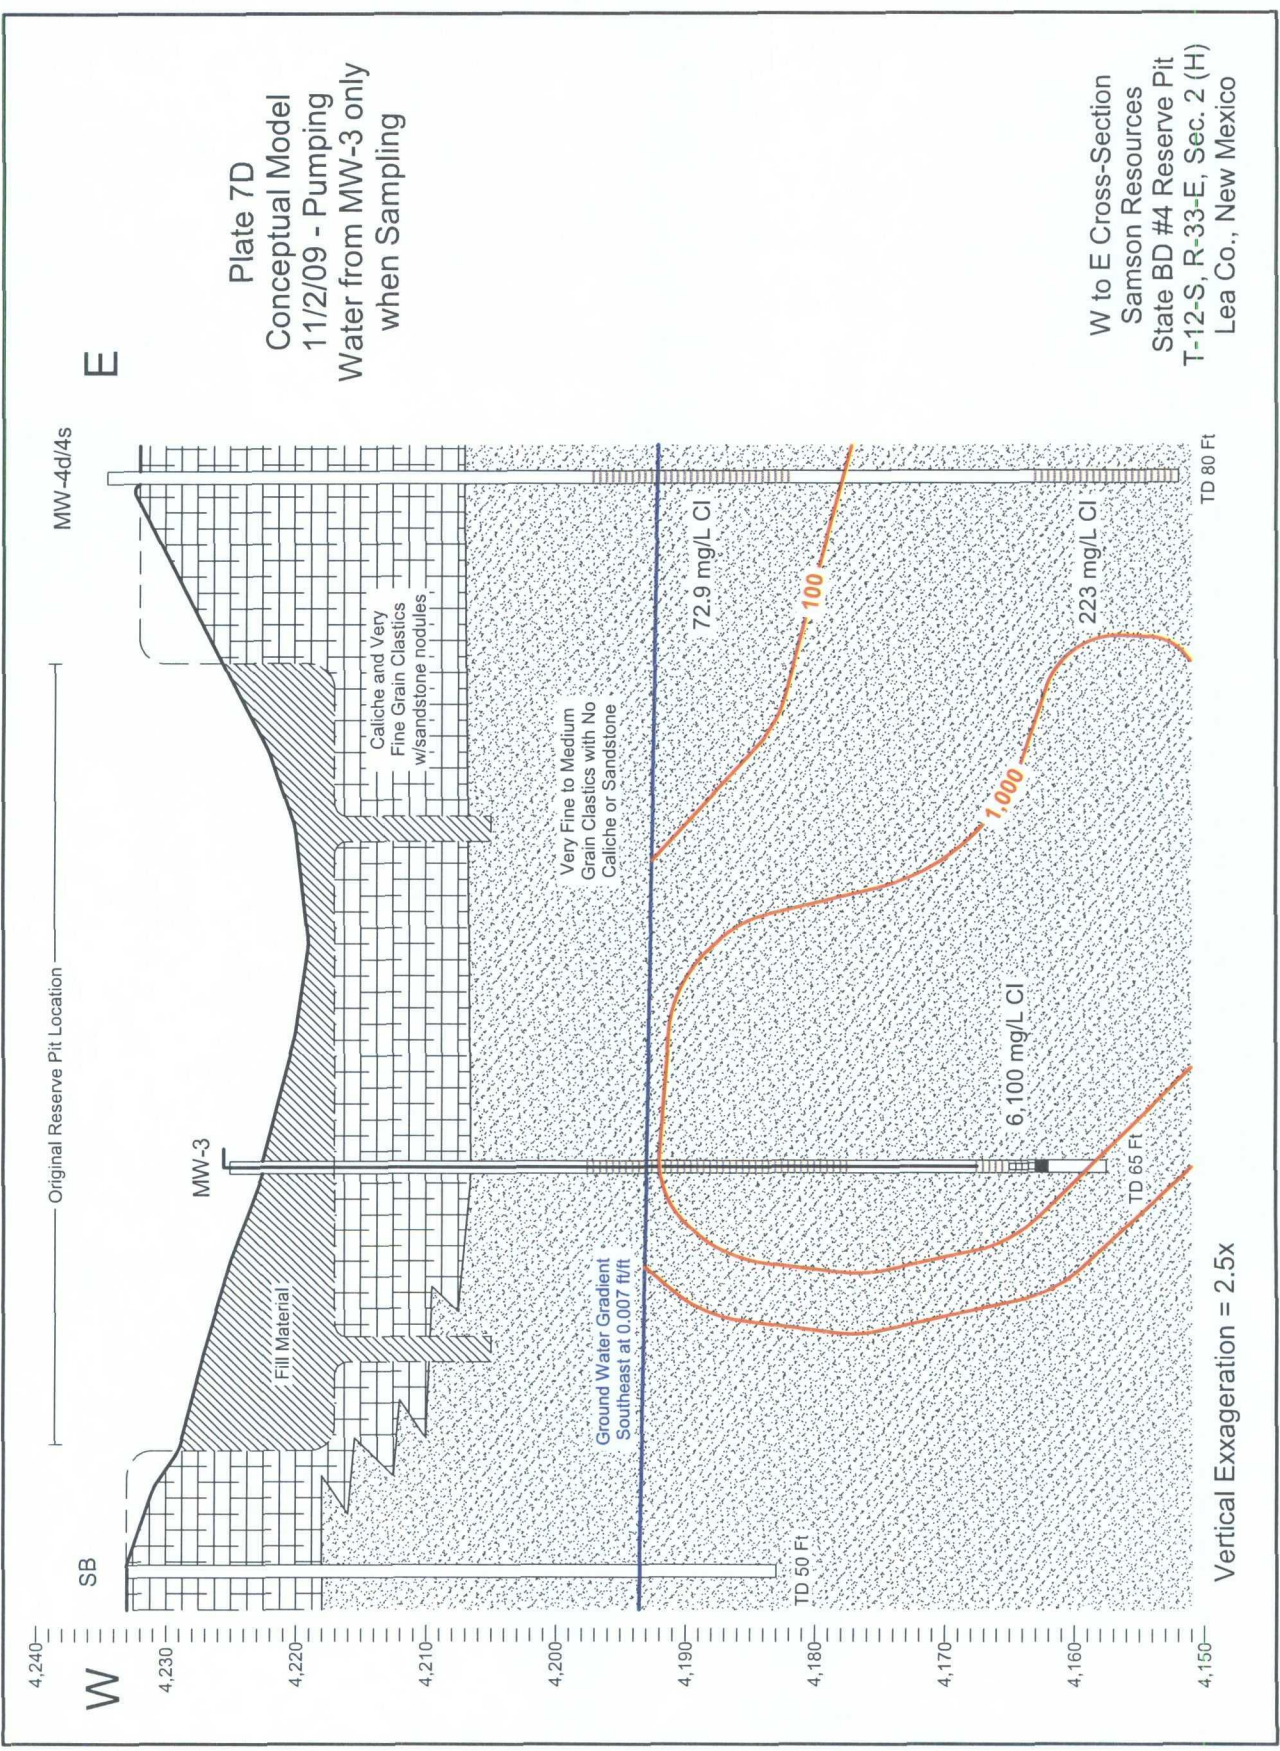 Original Reserve Pit Location
W
SB
MW-3
MW-4d/4s
E
Plate 7D
Conceptual Model
11/2/09 - Pumping
Water from MW-3 only
when Sampling
4,240
4,230
4,220
4,210
4,200
4,190
4,180
4,170
4,160
4,150
Fill Material
Caliche and Very
Fine Grain Clastics
w/sandstone nodules
Very Fine to Medium
Grain Clastics with No
Caliche or Sandstone
Ground Water Gradient
Southeast at 0.007 ft/ft
72.9 mg/L Cl
100
1,000
6,100 mg/L Cl
223 mg/L Cl
TD 50 Ft
TD 65 Ft
TD 80 Ft
Vertical Exxageration = 2.5x
W to E Cross-Section
Samson Resources
State BD #4 Reserve Pit
T-12-S, R-33-E, Sec. 2 (H)
Lea Co., New Mexico